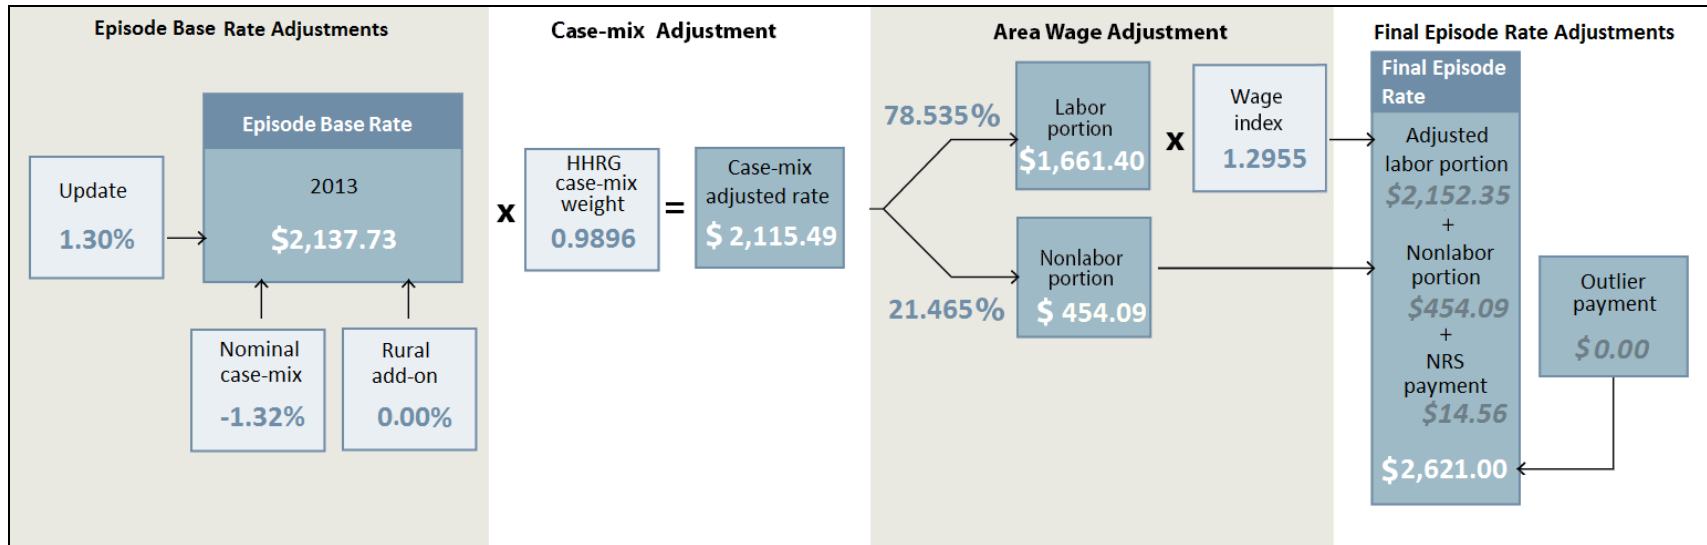 Episode Base Rate Adjustments
Update
1.30%
Episode Base Rate
2013
$2,137.73
Nominal
case-mix
-1.32%
Rural
add-on
0.00%
Case-mix Adjustment
x
HHRG
case-mix
weight
0.9896
=
Case-mix
adjusted rate
$ 2,115.49
Area Wage Adjustment
78.535%
Labor
portion
$1,661.40
x
Wage
index
1.2955
21.465%
Nonlabor
portion
$ 454.09
Final Episode Rate Adjustments
Final Episode
Rate
Adjusted
labor portion
$2,152.35
+
Nonlabor
portion
$454.09
+
NRS
payment
$14.56
$2,621.00
Outlier
payment
$0.00